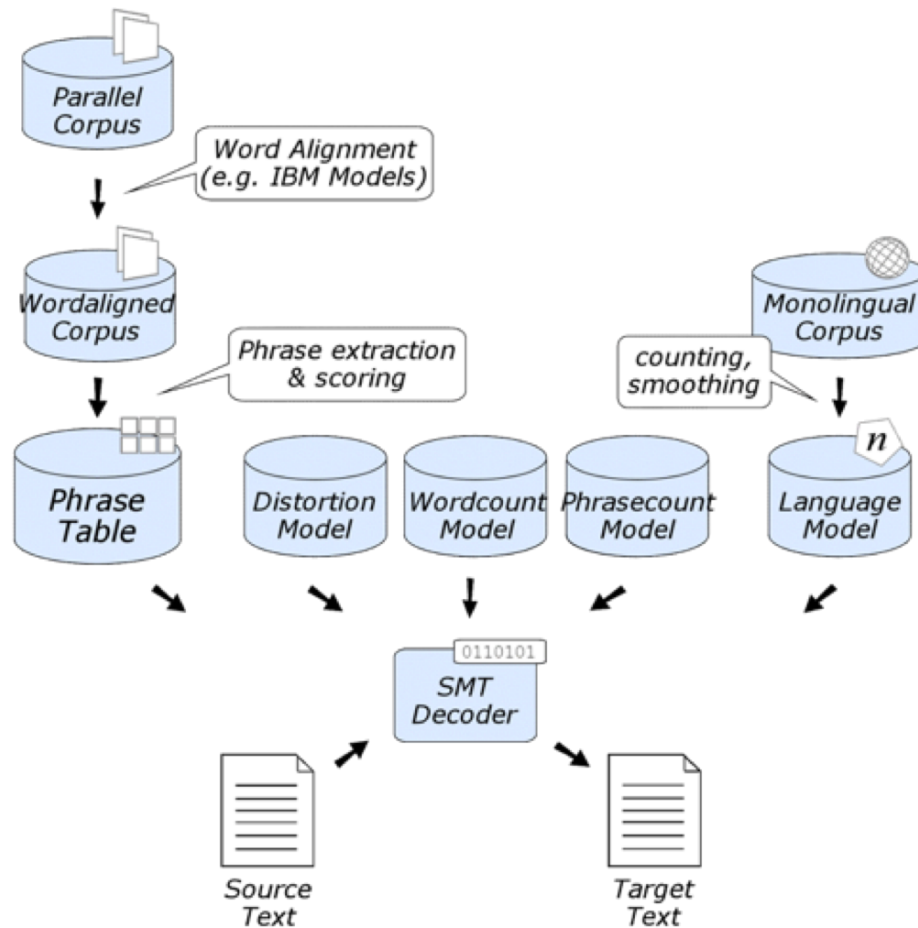 Parallel
Corpus
Word Alignment
(e.g. IBM Models)
Wordaligned
Corpus
Monolingual
Corpus
Phrase extraction
& scoring
counting,
smoothing
Phrase
Table
Distortion
Model
Wordcount
Model
Phrasecount
Model
n
Language
Model
0110101
SMT
Decoder
Source
Text
Target
Text